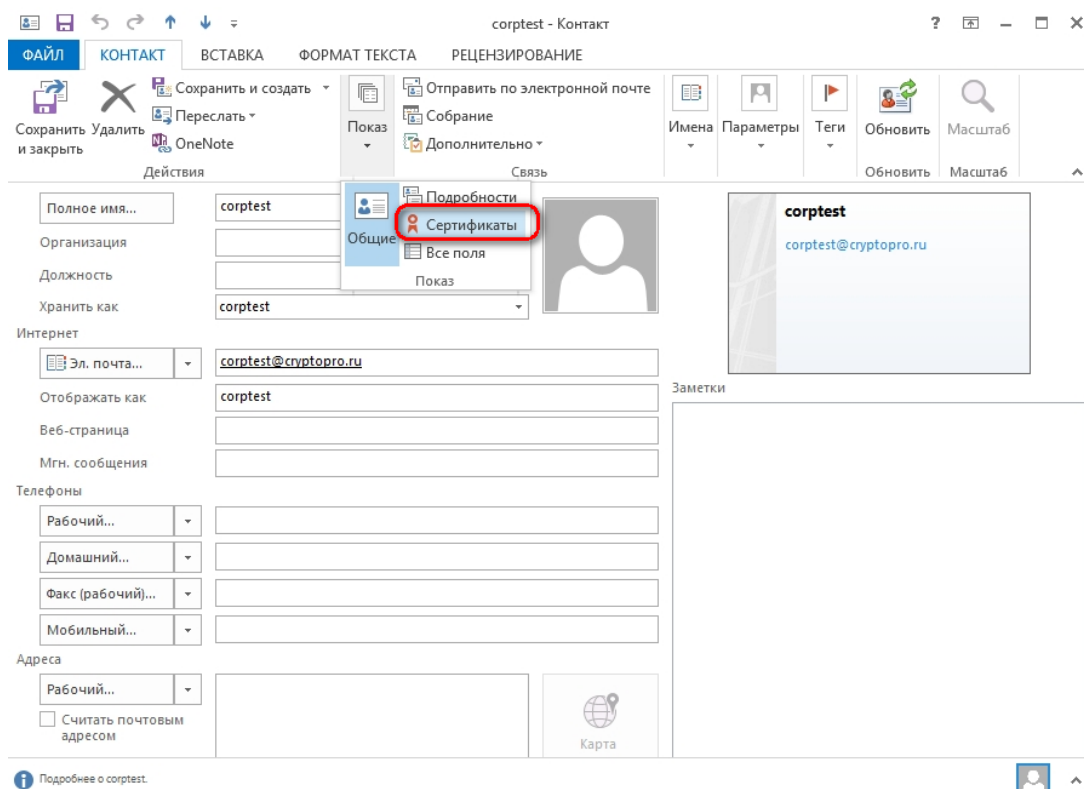 corptest - Контакт
ФАЙЛ КОНТАКТ ВСТАВКА ФОРМАТ ТЕКСТА РЕЦЕНЗИРОВАНИЕ
Сохранить и закрыть
Удалить
Сохранить и создать
Переслать
OneNote
Действия
Показ
Отправить по электронной почте
Собрание
Дополнительно
Связь
Имена
Параметры
Теги
Обновить
Обновить
Масштаб
Масштаб
Общие
Подробности
Сертификаты
Все поля
Показ
Полное имя... corptest
Организация
Должность
Хранить как corptest
Интернет
Эл. почта... corptest@cryptopro.ru
Отображать как corptest
Веб-страница
Мгн. сообщения
Телефоны
Рабочий...
Домашний...
Факс (рабочий)...
Мобильный...
Адреса
Рабочий...
Считать почтовым
адресом
Карта
corptest
corptest@cryptopro.ru
Заметки
Подробнее о corptest.